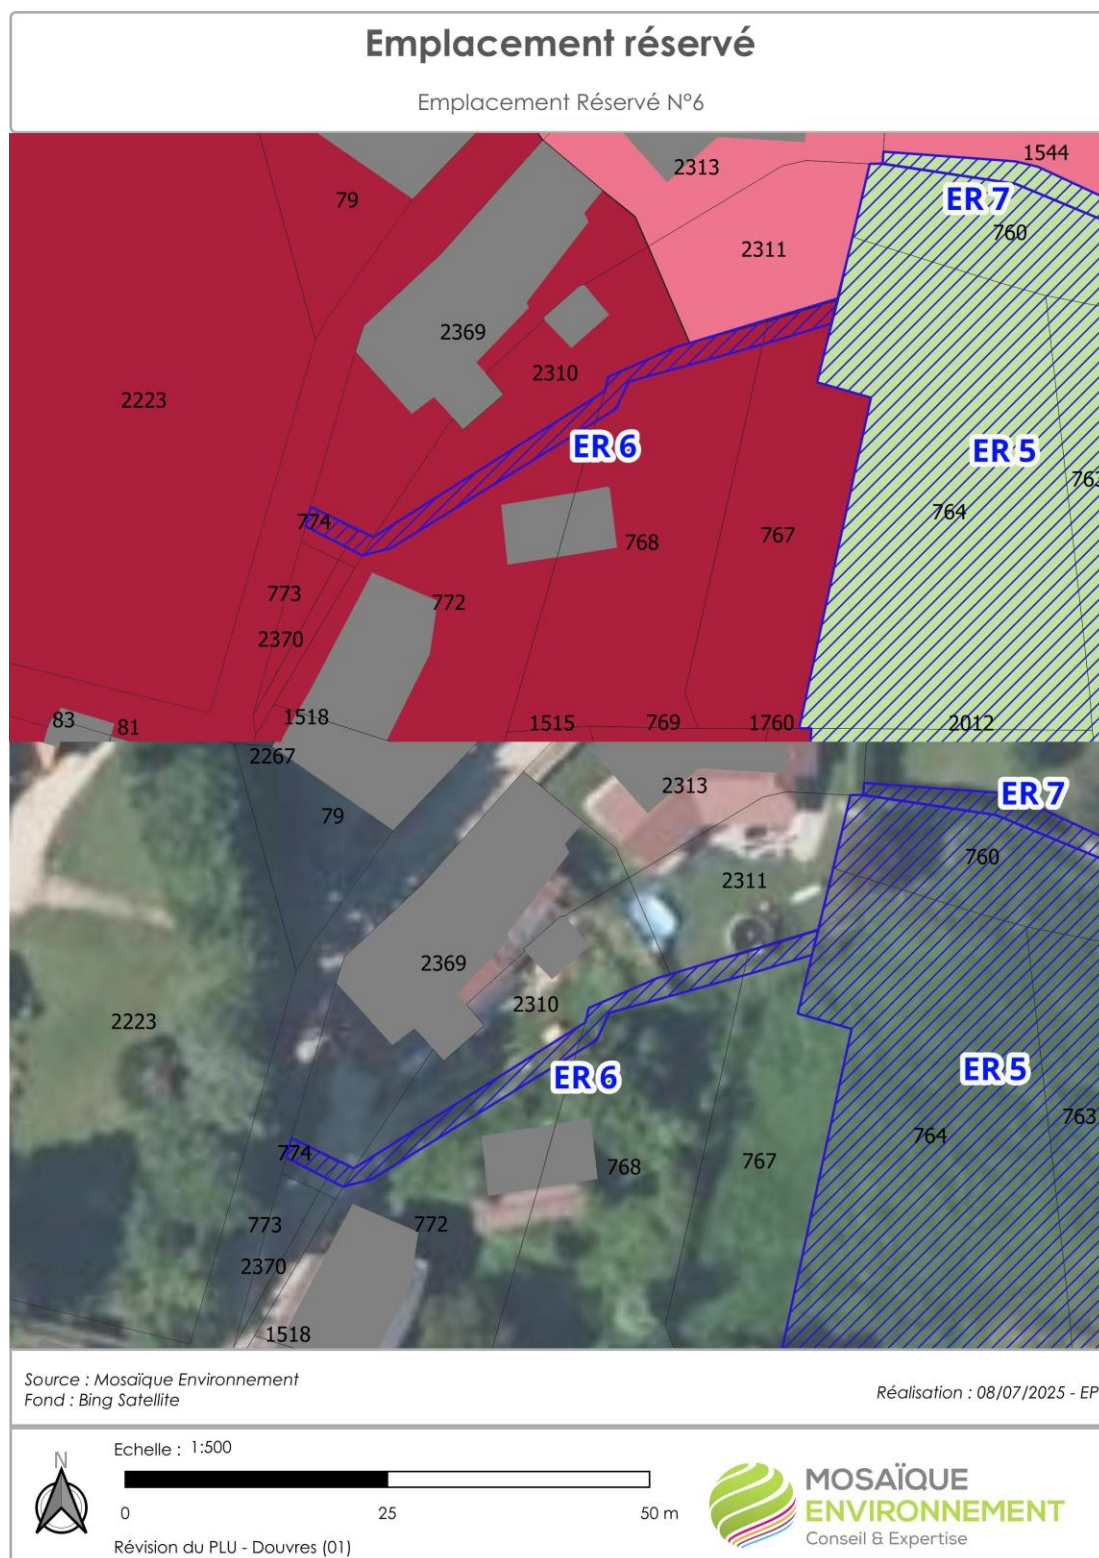 Emplacement réservé
Emplacement Réservé N°6
1544
2313
79
ER 7
760
2311
2369
2310
2223
ER 6
ER 5
763
764
774
768
767
773
772
2370
83
81
1518
1515
769
1760
2012
2267
2313
ER 7
79
760
2311
2369
2310
2223
ER 6
ER 5
763
764
774
768
767
773
772
2370
1518
Source : Mosaïque Environnement
Fond : Bing Satellite
Réalisation : 08/07/2025 - EP
N
Echelle : 1:500
0 25 50 m
Révision du PLU - Douvres (01)
MOSAÏQUE
ENVIRONNEMENT
Conseil & Expertise